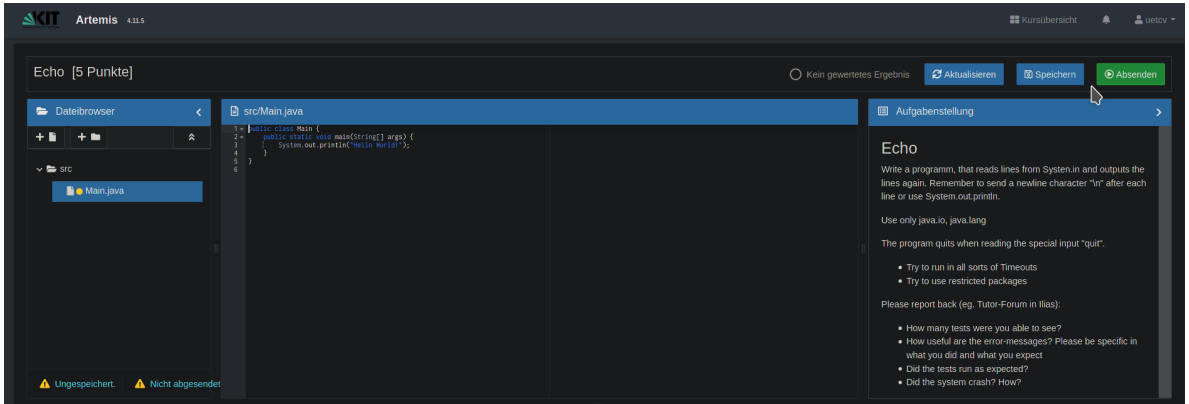 KIT Artemis 4.11.5 Kursübersicht uetcv
Echo [5 Punkte] Kein gewertetes Ergebnis Aktualisieren Speichern Absenden
Dateibrowser
src
Main.java
Ungespeichert. Nicht abgesendet
src/Main.java
1 public class Main {
2 public static void main(String[] args) {
3 System.out.println("Hello World!");
4 }
5 }
6
Aufgabenstellung
Echo
Write a programm, that reads lines from Systen.in and outputs the
lines again. Remember to send a newline character "\n" after each
line or use System.out.println.
Use only java.io, java.lang
The program quits when reading the special input "quit".
• Try to run in all sorts of Timeouts
• Try to use restricted packages
Please report back (eg. Tutor-Forum in Ilias):
• How many tests were you able to see?
• How useful are the error-messages? Please be specific in
what you did and what you expect
• Did the tests run as expected?
• Did the system crash? How?